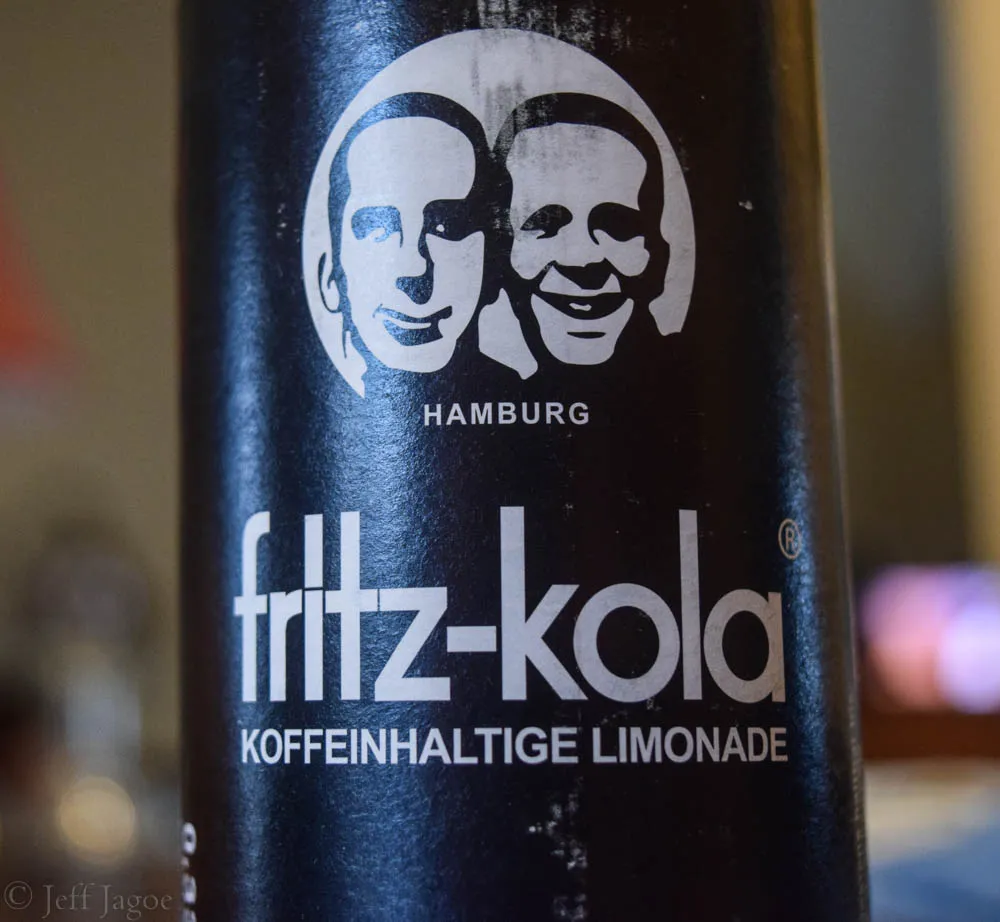 HAMBURG
fritz-kola®
KOFFEINHALTIGE LIMONADE
© Jeff Jagoe